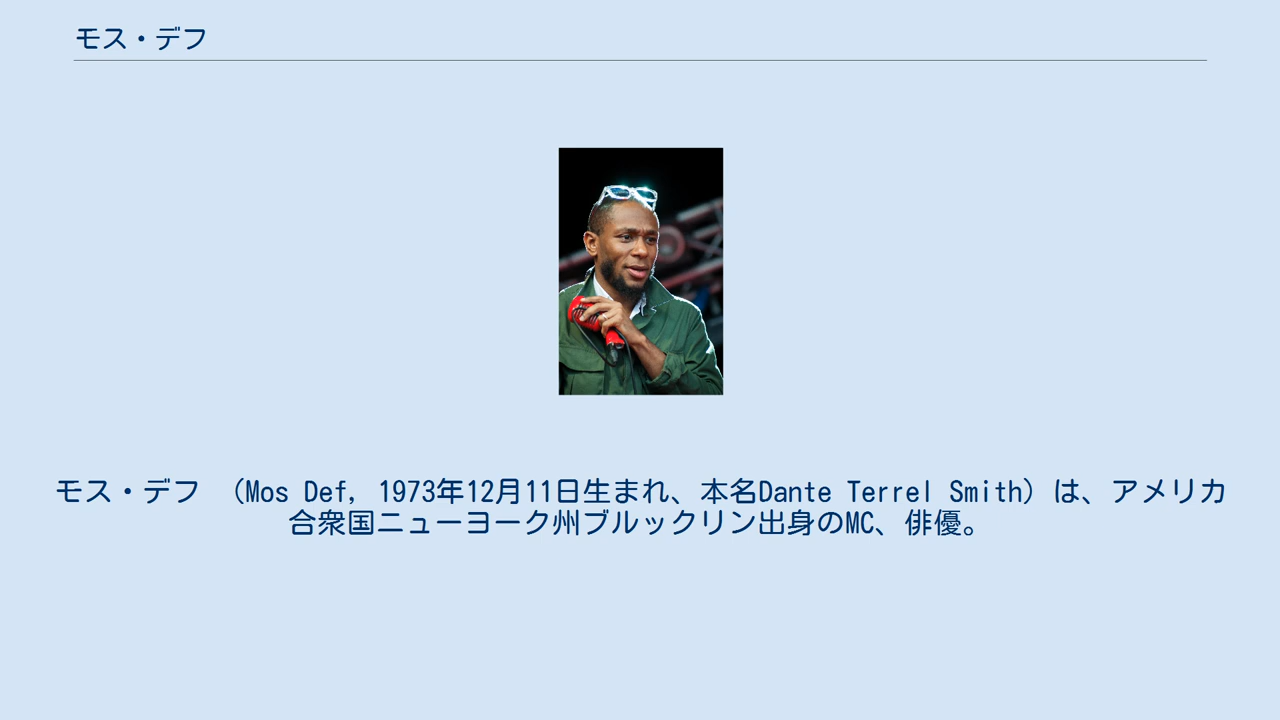 モス・デフ
モス・デフ （Mos Def, 1973年12月11日生まれ、本名Dante Terrel Smith）は、アメリカ
合衆国ニューヨーク州ブルックリン出身のMC、俳優。